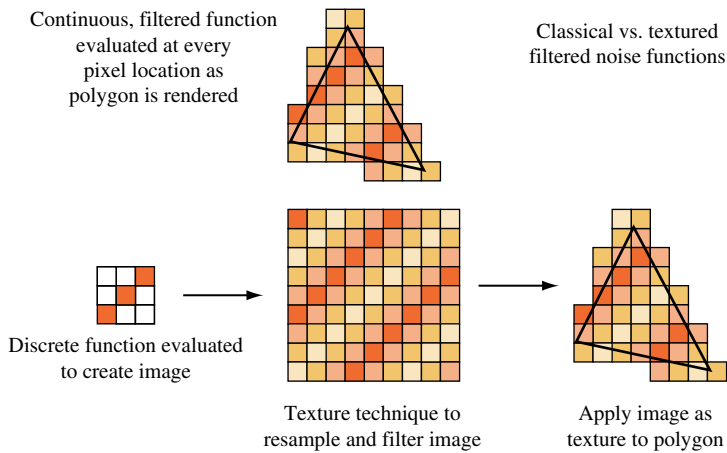 Continuous, filtered function
evaluated at every
pixel location as
polygon is rendered
Classical vs. textured
filtered noise functions
Discrete function evaluated
to create image
Texture technique to
resample and filter image
Apply image as
texture to polygon